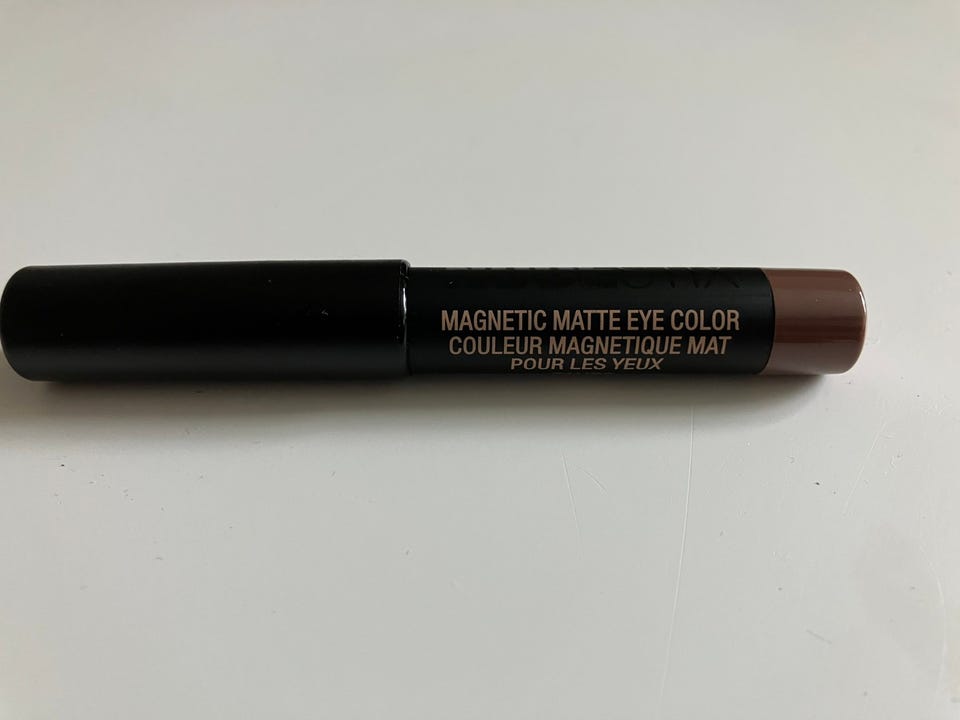 MAGNETIC MATTE EYE COLOR
COULEUR MAGNETIQUE MAT
POUR LES YEUX